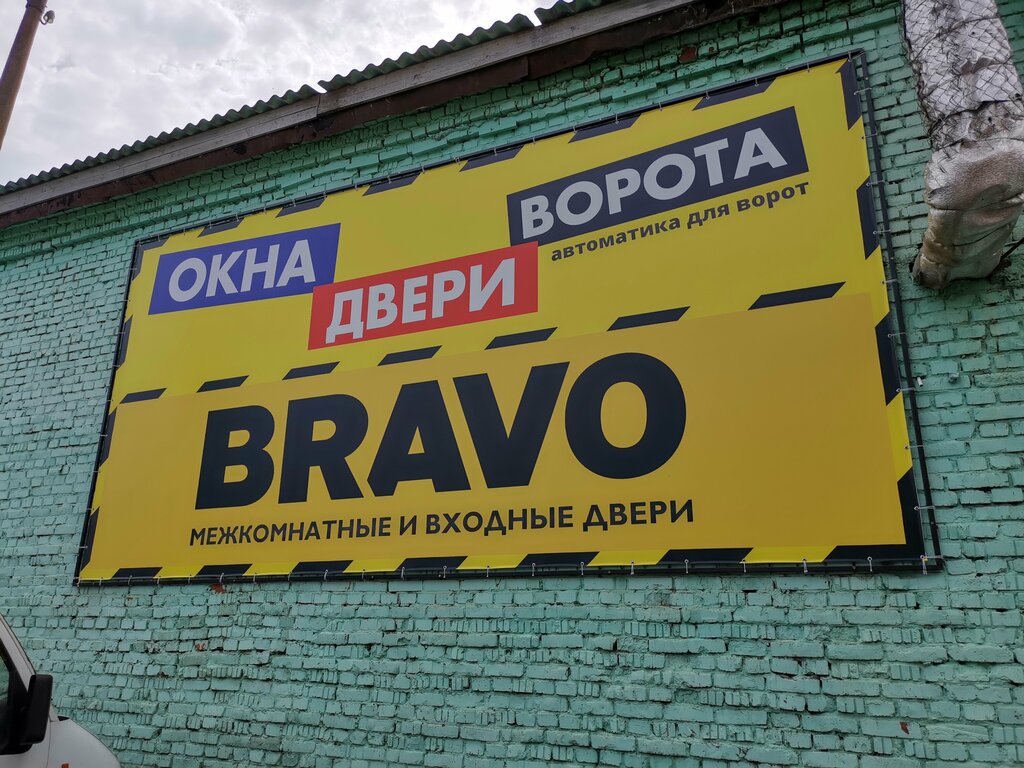 ОКНА
ДВЕРИ
ВОРОТА
автоматика для ворот
BRAVO
МЕЖКОМНАТНЫЕ И ВХОДНЫЕ ДВЕРИ